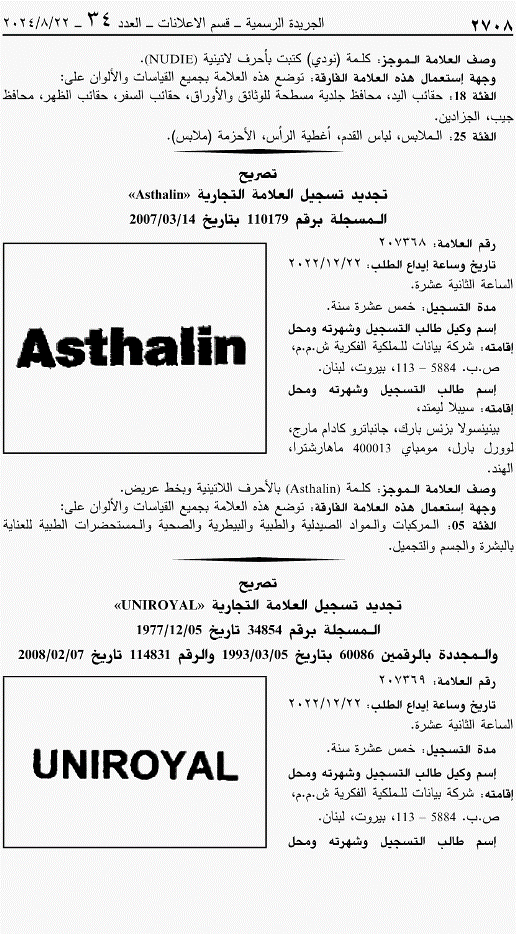 ٢٧٠٨ الجريدة الرسمية ـ قسم الاعلانات ـ العدد ٣٤ ـ ٢٠٢٤/٨/٢٢
وصف العلامة الموجز: كلمة (نودي) كتبت بأحرف لاتينية (NUDIE).
وجهة إستعمال هذه العلامة الفارقة: توضع هذه العلامة بجميع القياسات والألوان على:
الفئة 18: حقائب اليد، محافظ جلدية مسطحة للوثائق والأوراق، حقائب السفر، حقائب الظهر، محافظ
جيب، الجزادين.
الفئة 25: الملابس، لباس القدم، أغطية الرأس، الأحزمة (ملابس).
تصريح
تجديد تسجيل العلامة التجارية «Asthalin»
المسجلة برقم 110179 بتاريخ 2007/03/14
رقم العلامة: ٢٠٧٣٦٨
تاريخ وساعة إيداع الطلب: ٢٠٢٢/١٢/٢٢
الساعة الثانية عشرة.
مدة التسجيل: خمس عشرة سنة.
إسم وكيل طالب التسجيل وشهرته ومحل
إقامته: شركة بيانات للملكية الفكرية ش.م.م،
ص.ب. 5884 – 113، بيروت، لبنان.
إسم طالب التسجيل وشهرته ومحل
إقامته: سيبلا ليمتد،
بينينسولا بزنس بارك، جانباترو كادام مارج،
لوورل بارل، مومباي 400013 ماهارشترا،
الهند.
Asthalin
وصف العلامة الموجز: كلمة (Asthalin) بالأحرف اللاتينية وبخط عريض.
وجهة إستعمال هذه العلامة الفارقة: توضع هذه العلامة بجميع القياسات والألوان على:
الفئة 05: المركبات والمواد الصيدلية والطبية والبيطرية والصحية والمستحضرات الطبية للعناية
بالبشرة والجسم والتجميل.
تصريح
تجديد تسجيل العلامة التجارية «UNIROYAL»
المسجلة برقم 34854 تاريخ 1977/12/05
والمجددة بالرقمين 60086 بتاريخ 1993/03/05 والرقم 114831 تاريخ 2008/02/07
رقم العلامة: ٢٠٧٣٦٩
تاريخ وساعة إيداع الطلب: ٢٠٢٢/١٢/٢٢
الساعة الثانية عشرة.
مدة التسجيل: خمس عشرة سنة.
إسم وكيل طالب التسجيل وشهرته ومحل
إقامته: شركة بيانات للملكية الفكرية ش.م.م،
ص.ب. 5884 – 113، بيروت، لبنان.
إسم طالب التسجيل وشهرته ومحل
UNIROYAL